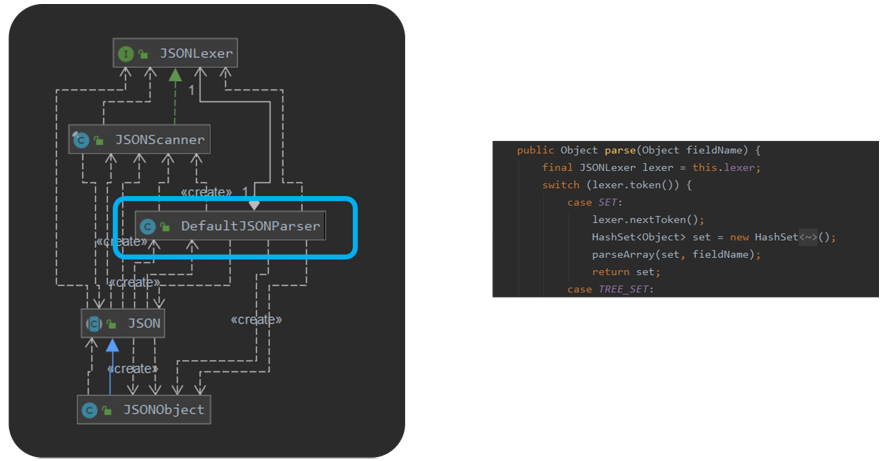 JSONLexer
1
JSONScanner
«create»
1
DefaultJSONParser
«create»
«create»
JSON
«create»
«create»
JSONObject
public Object parse(Object fieldName) {
final JSONLexer lexer = this.lexer;
switch (lexer.token()) {
case SET:
lexer.nextToken();
HashSet<Object> set = new HashSet<~>();
parseArray(set, fieldName);
return set;
case TREE_SET: